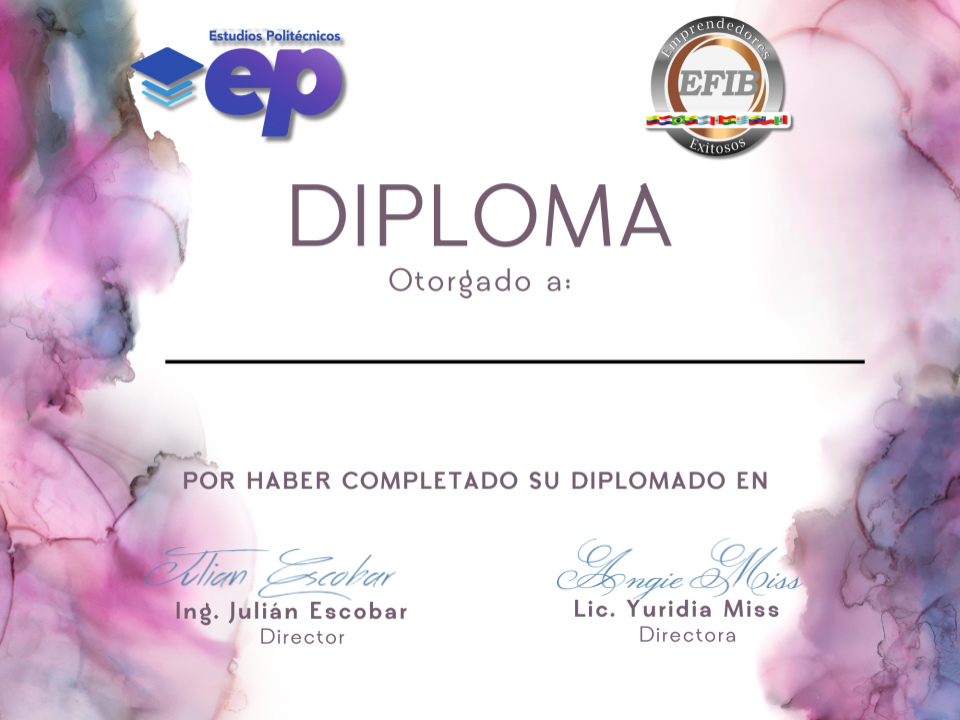 Estudios Politécnicos
ep
Emprendedores
EFIB
Exitosos
DIPLOMA
Otorgado a:
POR HABER COMPLETADO SU DIPLOMADO EN
Julian Escobar
Ing. Julián Escobar
Director
Angie Miss
Lic. Yuridia Miss
Directora